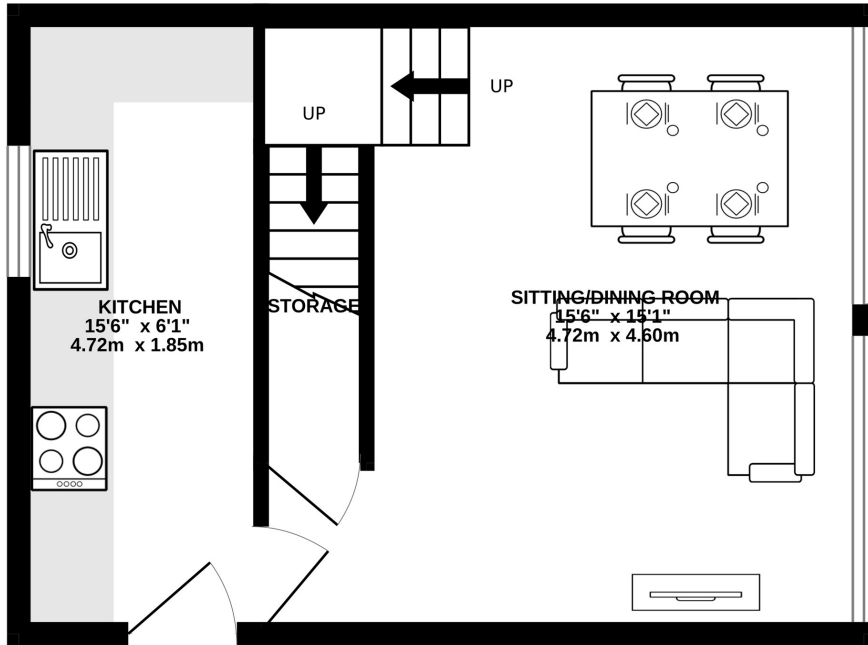 UP
UP
KITCHEN
15'6" x 6'1"
4.72m x 1.85m
STORAGE
SITTING/DINING ROOM
15'6" x 15'1"
4.72m x 4.60m